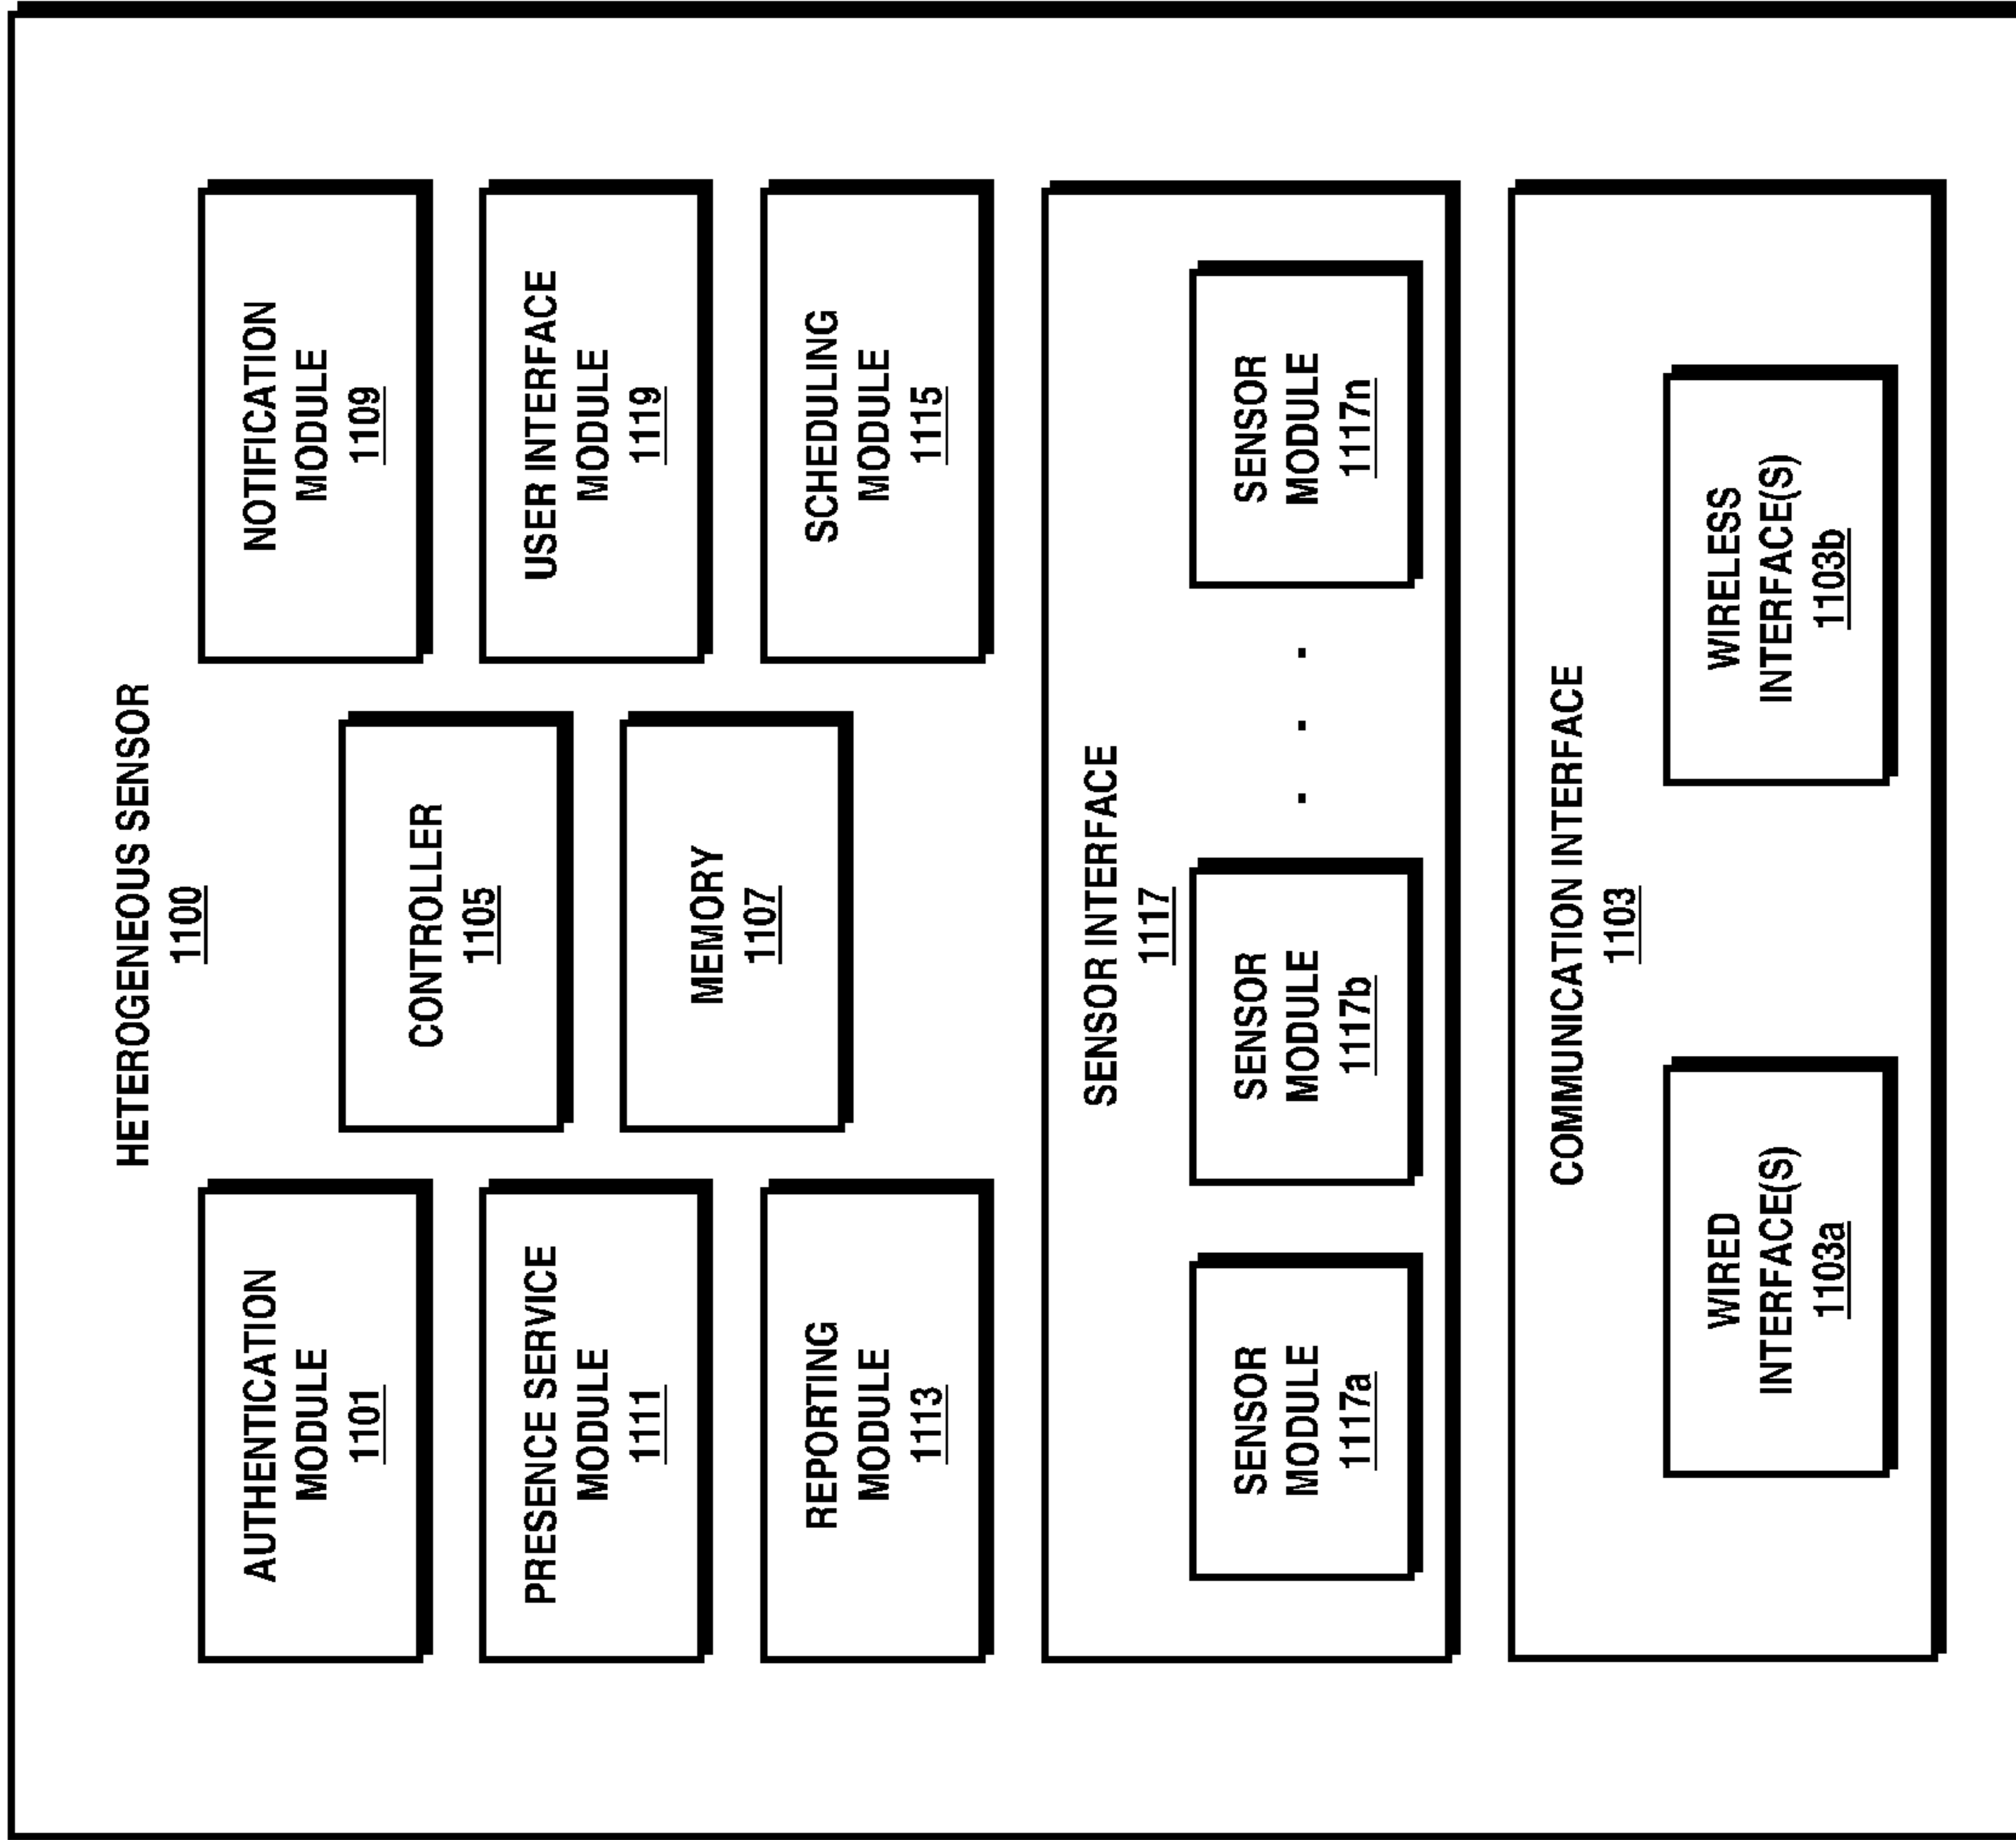 HETEROGENEOUS SENSOR
1100
AUTHENTICATION
MODULE
1101
CONTROLLER
1105
NOTIFICATION
MODULE
1109
PRESENCE SERVICE
MODULE
1111
MEMORY
1107
USER INTERFACE
MODULE
1119
REPORTING
MODULE
1113
SCHEDULING
MODULE
1115
SENSOR INTERFACE
1117
SENSOR
MODULE
1117a
SENSOR
MODULE
1117b
. . .
SENSOR
MODULE
1117n
COMMUNICATION INTERFACE
1103
WIRED
INTERFACE(S)
1103a
WIRELESS
INTERFACE(S)
1103b